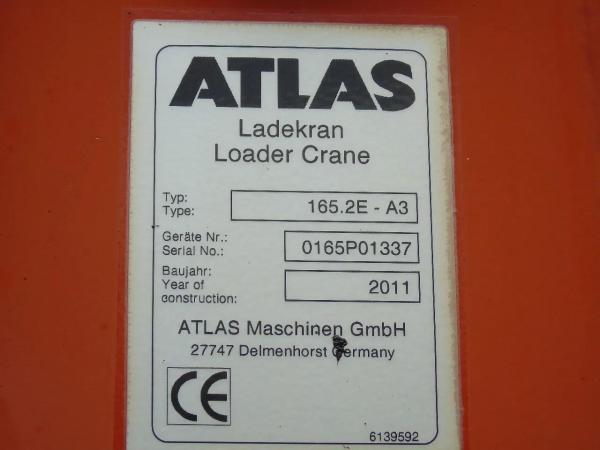 ATLAS
Ladekran
Loader Crane
Typ:
Type: 165.2E - A3
Geräte Nr.:
Serial No.: 0165P01337
Baujahr:
Year of
construction: 2011
ATLAS Maschinen GmbH
27747 Delmenhorst Germany
CE
6139592